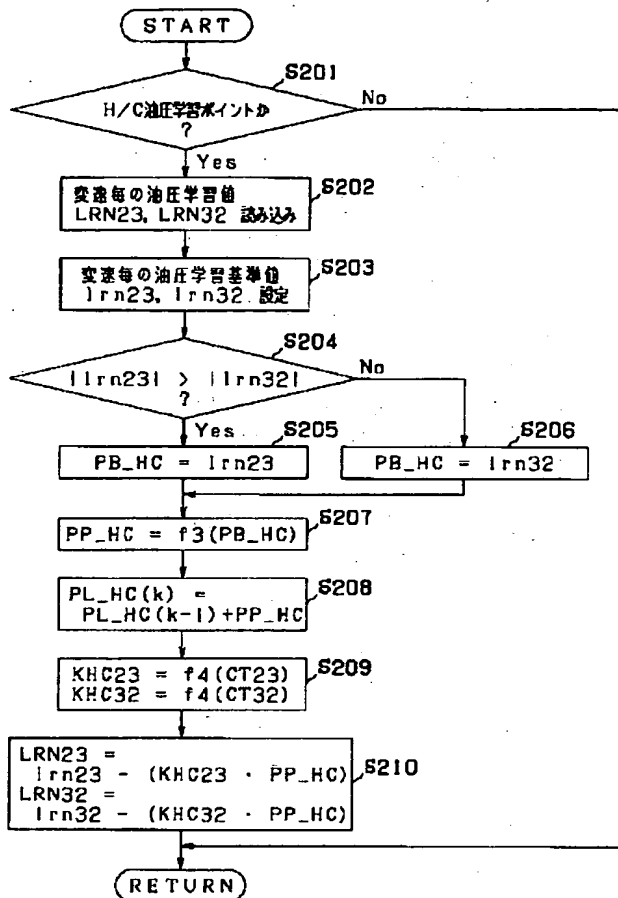 START
S201
H/C油圧学習ポイントか
?
No
Yes
S202
変速毎の油圧学習値
LRN23, LRN32 読み込み
S203
変速毎の油圧学習基準値
lrn23, lrn32 設定
S204
|lrn23| > |lrn32|
?
No
Yes
S205
PB_HC = lrn23
S206
PB_HC = lrn32
S207
PP_HC = f3(PB_HC)
S208
PL_HC(k) =
PL_HC(k-1)+PP_HC
S209
KHC23 = f4(CT23)
KHC32 = f4(CT32)
S210
LRN23 =
lrn23 - (KHC23 · PP_HC)
LRN32 =
lrn32 - (KHC32 · PP_HC)
RETURN